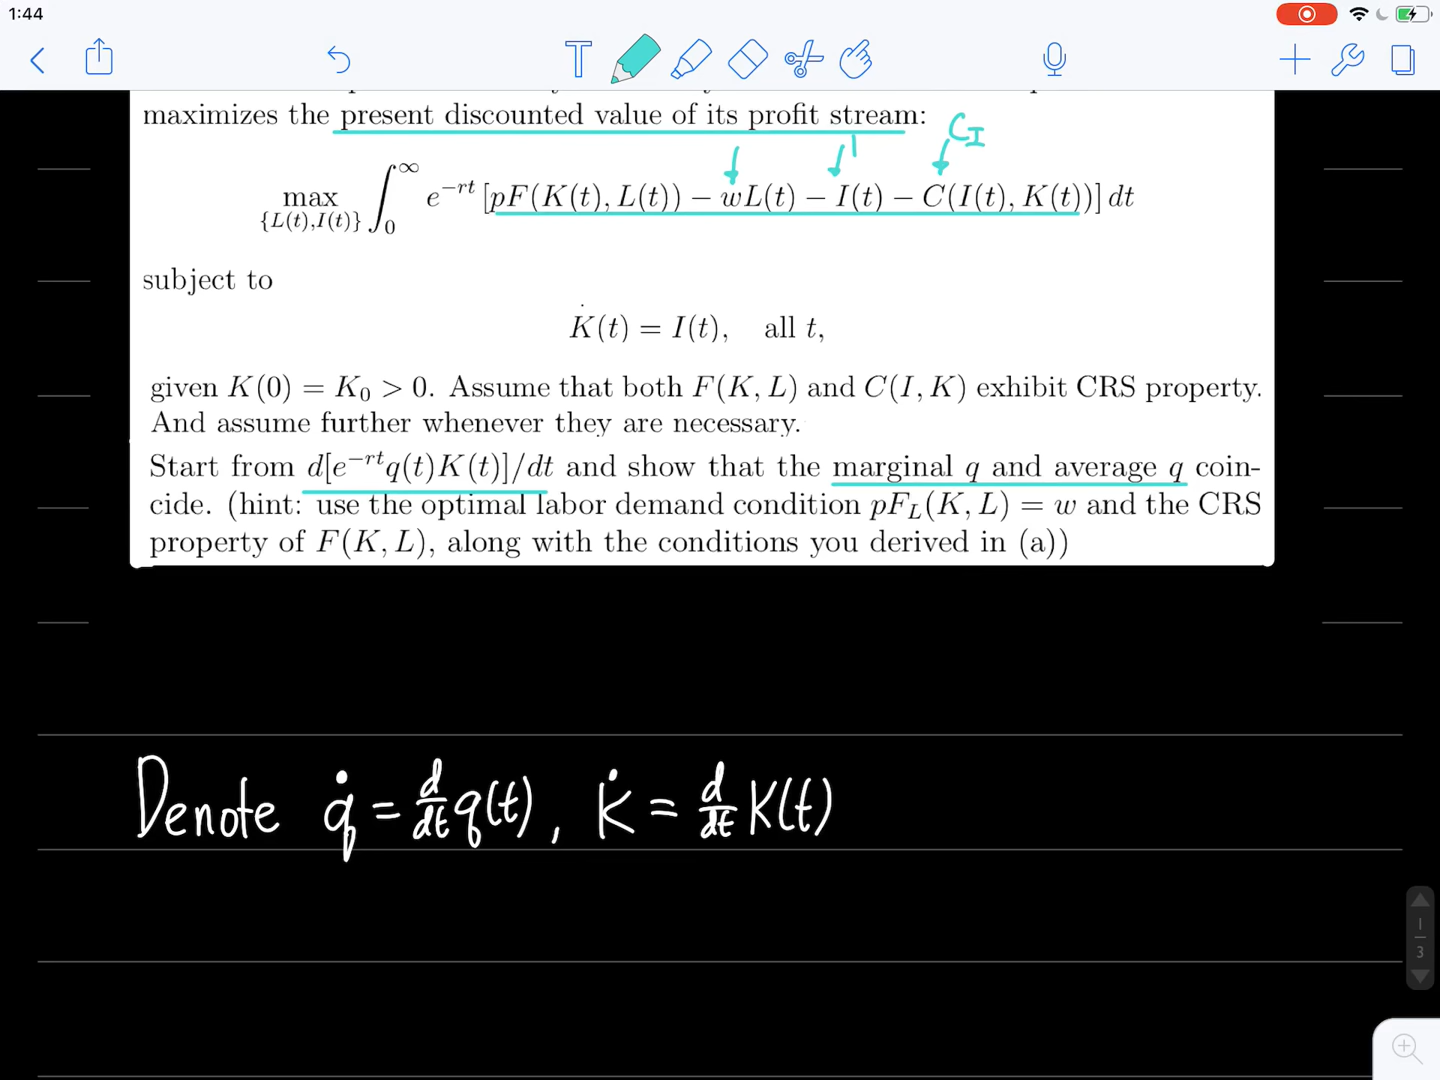 1:44
T
maximizes the present discounted value of its profit stream:
C_I
1
max_{{L(t),I(t)}} ∫_0^∞ e^{−rt} [pF(K(t), L(t)) − wL(t) − I(t) − C(I(t), K(t))] dt
subject to
K̇(t) = I(t),    all t,
given K(0) = K₀ > 0. Assume that both F(K, L) and C(I, K) exhibit CRS property.
And assume further whenever they are necessary.
Start from d[e^{−rt}q(t)K(t)]/dt and show that the marginal q and average q coin-
cide. (hint: use the optimal labor demand condition pF_L(K, L) = w and the CRS
property of F(K, L), along with the conditions you derived in (a))
Denote q̇ = d/dt q(t), K̇ = d/dt K(t)
1
3